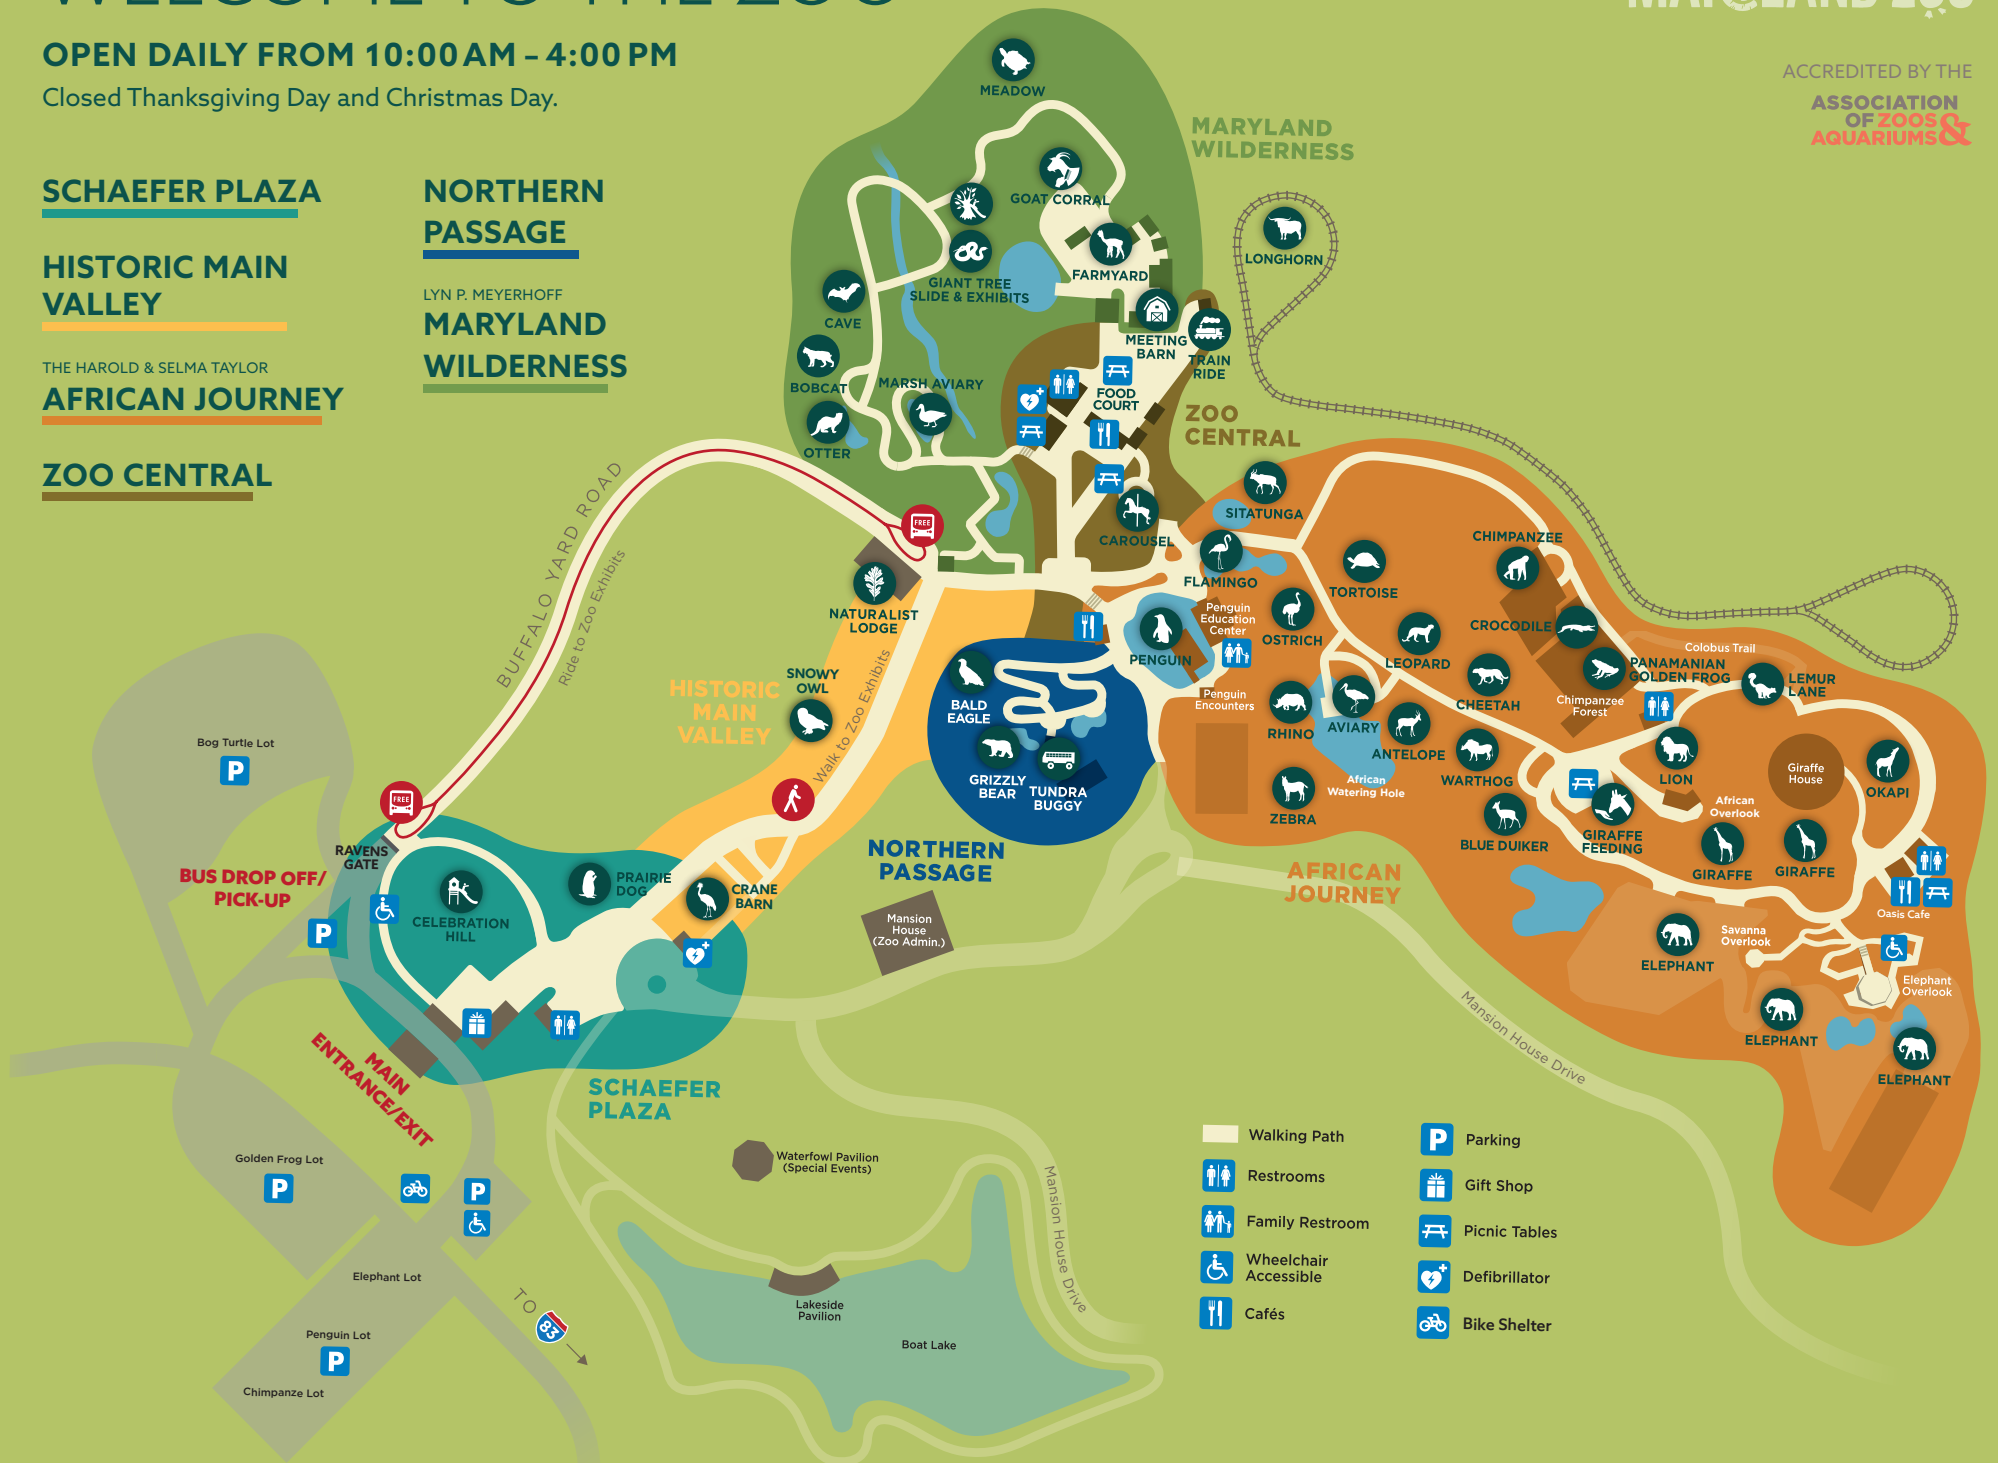 WELCOME TO THE ZOO
MARYLAND ZOO
OPEN DAILY FROM 10:00 AM – 4:00 PM
Closed Thanksgiving Day and Christmas Day.
ACCREDITED BY THE
ASSOCIATION
OF ZOOS
AQUARIUMS&
SCHAEFER PLAZA
HISTORIC MAIN
VALLEY
THE HAROLD & SELMA TAYLOR
AFRICAN JOURNEY
ZOO CENTRAL
NORTHERN
PASSAGE
LYN P. MEYERHOFF
MARYLAND
WILDERNESS
MEADOW
MARYLAND
WILDERNESS
GOAT CORRAL
FARMYARD
LONGHORN
GIANT TREE
SLIDE & EXHIBITS
CAVE
BOBCAT
MARSH AVIARY
OTTER
MEETING
BARN
TRAIN
RIDE
FOOD
COURT
ZOO
CENTRAL
CAROUSEL
SITATUNGA
FLAMINGO
TORTOISE
CHIMPANZEE
CROCODILE
PANAMANIAN
GOLDEN FROG
Colobus Trail
LEMUR
LANE
Chimpanzee
Forest
Penguin
Education
Center
PENGUIN
Penguin
Encounters
OSTRICH
LEOPARD
CHEETAH
RHINO
AVIARY
ANTELOPE
WARTHOG
African
Watering Hole
ZEBRA
BLUE DUIKER
GIRAFFE
FEEDING
LION
Giraffe
House
OKAPI
African
Overlook
GIRAFFE
GIRAFFE
Oasis Cafe
Savanna
Overlook
ELEPHANT
Elephant
Overlook
ELEPHANT
ELEPHANT
AFRICAN
JOURNEY
Mansion House Drive
BUFFALO YARD ROAD
Ride to Zoo Exhibits
FREE
NATURALIST
LODGE
SNOWY
OWL
HISTORIC
MAIN
VALLEY
Walk to Zoo Exhibits
BALD
EAGLE
GRIZZLY
BEAR
TUNDRA
BUGGY
NORTHERN
PASSAGE
Bog Turtle Lot
P
FREE
RAVENS
GATE
BUS DROP OFF/
PICK-UP
P
CELEBRATION
HILL
PRAIRIE
DOG
CRANE
BARN
Mansion
House
(Zoo Admin.)
MAIN
ENTRANCE/EXIT
SCHAEFER
PLAZA
Waterfowl Pavilion
(Special Events)
Mansion House Drive
Golden Frog Lot
P
P
Elephant Lot
TO
83
Penguin Lot
P
Chimpanze Lot
Lakeside
Pavilion
Boat Lake
Walking Path
Restrooms
Family Restroom
Wheelchair
Accessible
Cafés
P
Parking
Gift Shop
Picnic Tables
Defibrillator
Bike Shelter